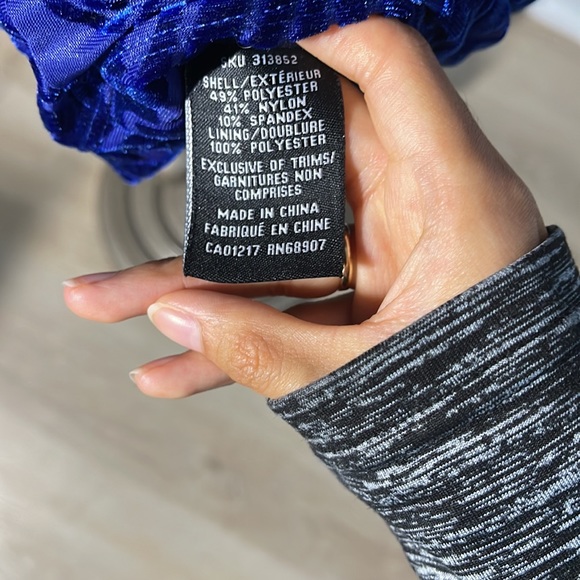 SKU 313852
SHELL/EXTÉRIEUR
49% POLYESTER
41% NYLON
10% SPANDEX
LINING/DOUBLURE
100% POLYESTER
EXCLUSIVE OF TRIMS/
GARNITURES NON
COMPRISES
MADE IN CHINA
FABRIQUÉ EN CHINE
CA01217 RN68907